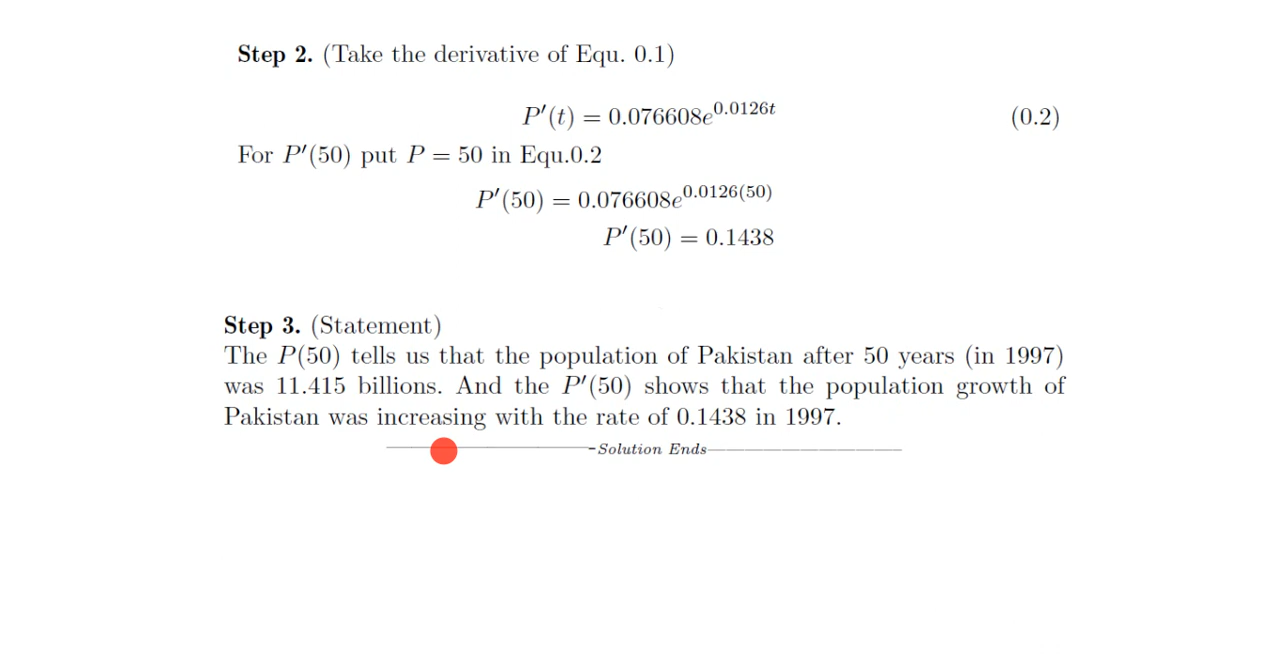 Step 2. (Take the derivative of Equ. 0.1)
P′(t) = 0.076608e^{0.0126t} (0.2)
For P′(50) put P = 50 in Equ.0.2
P′(50) = 0.076608e^{0.0126(50)}
P′(50) = 0.1438
Step 3. (Statement)
The P(50) tells us that the population of Pakistan after 50 years (in 1997)
was 11.415 billions. And the P′(50) shows that the population growth of
Pakistan was increasing with the rate of 0.1438 in 1997.
-Solution Ends-